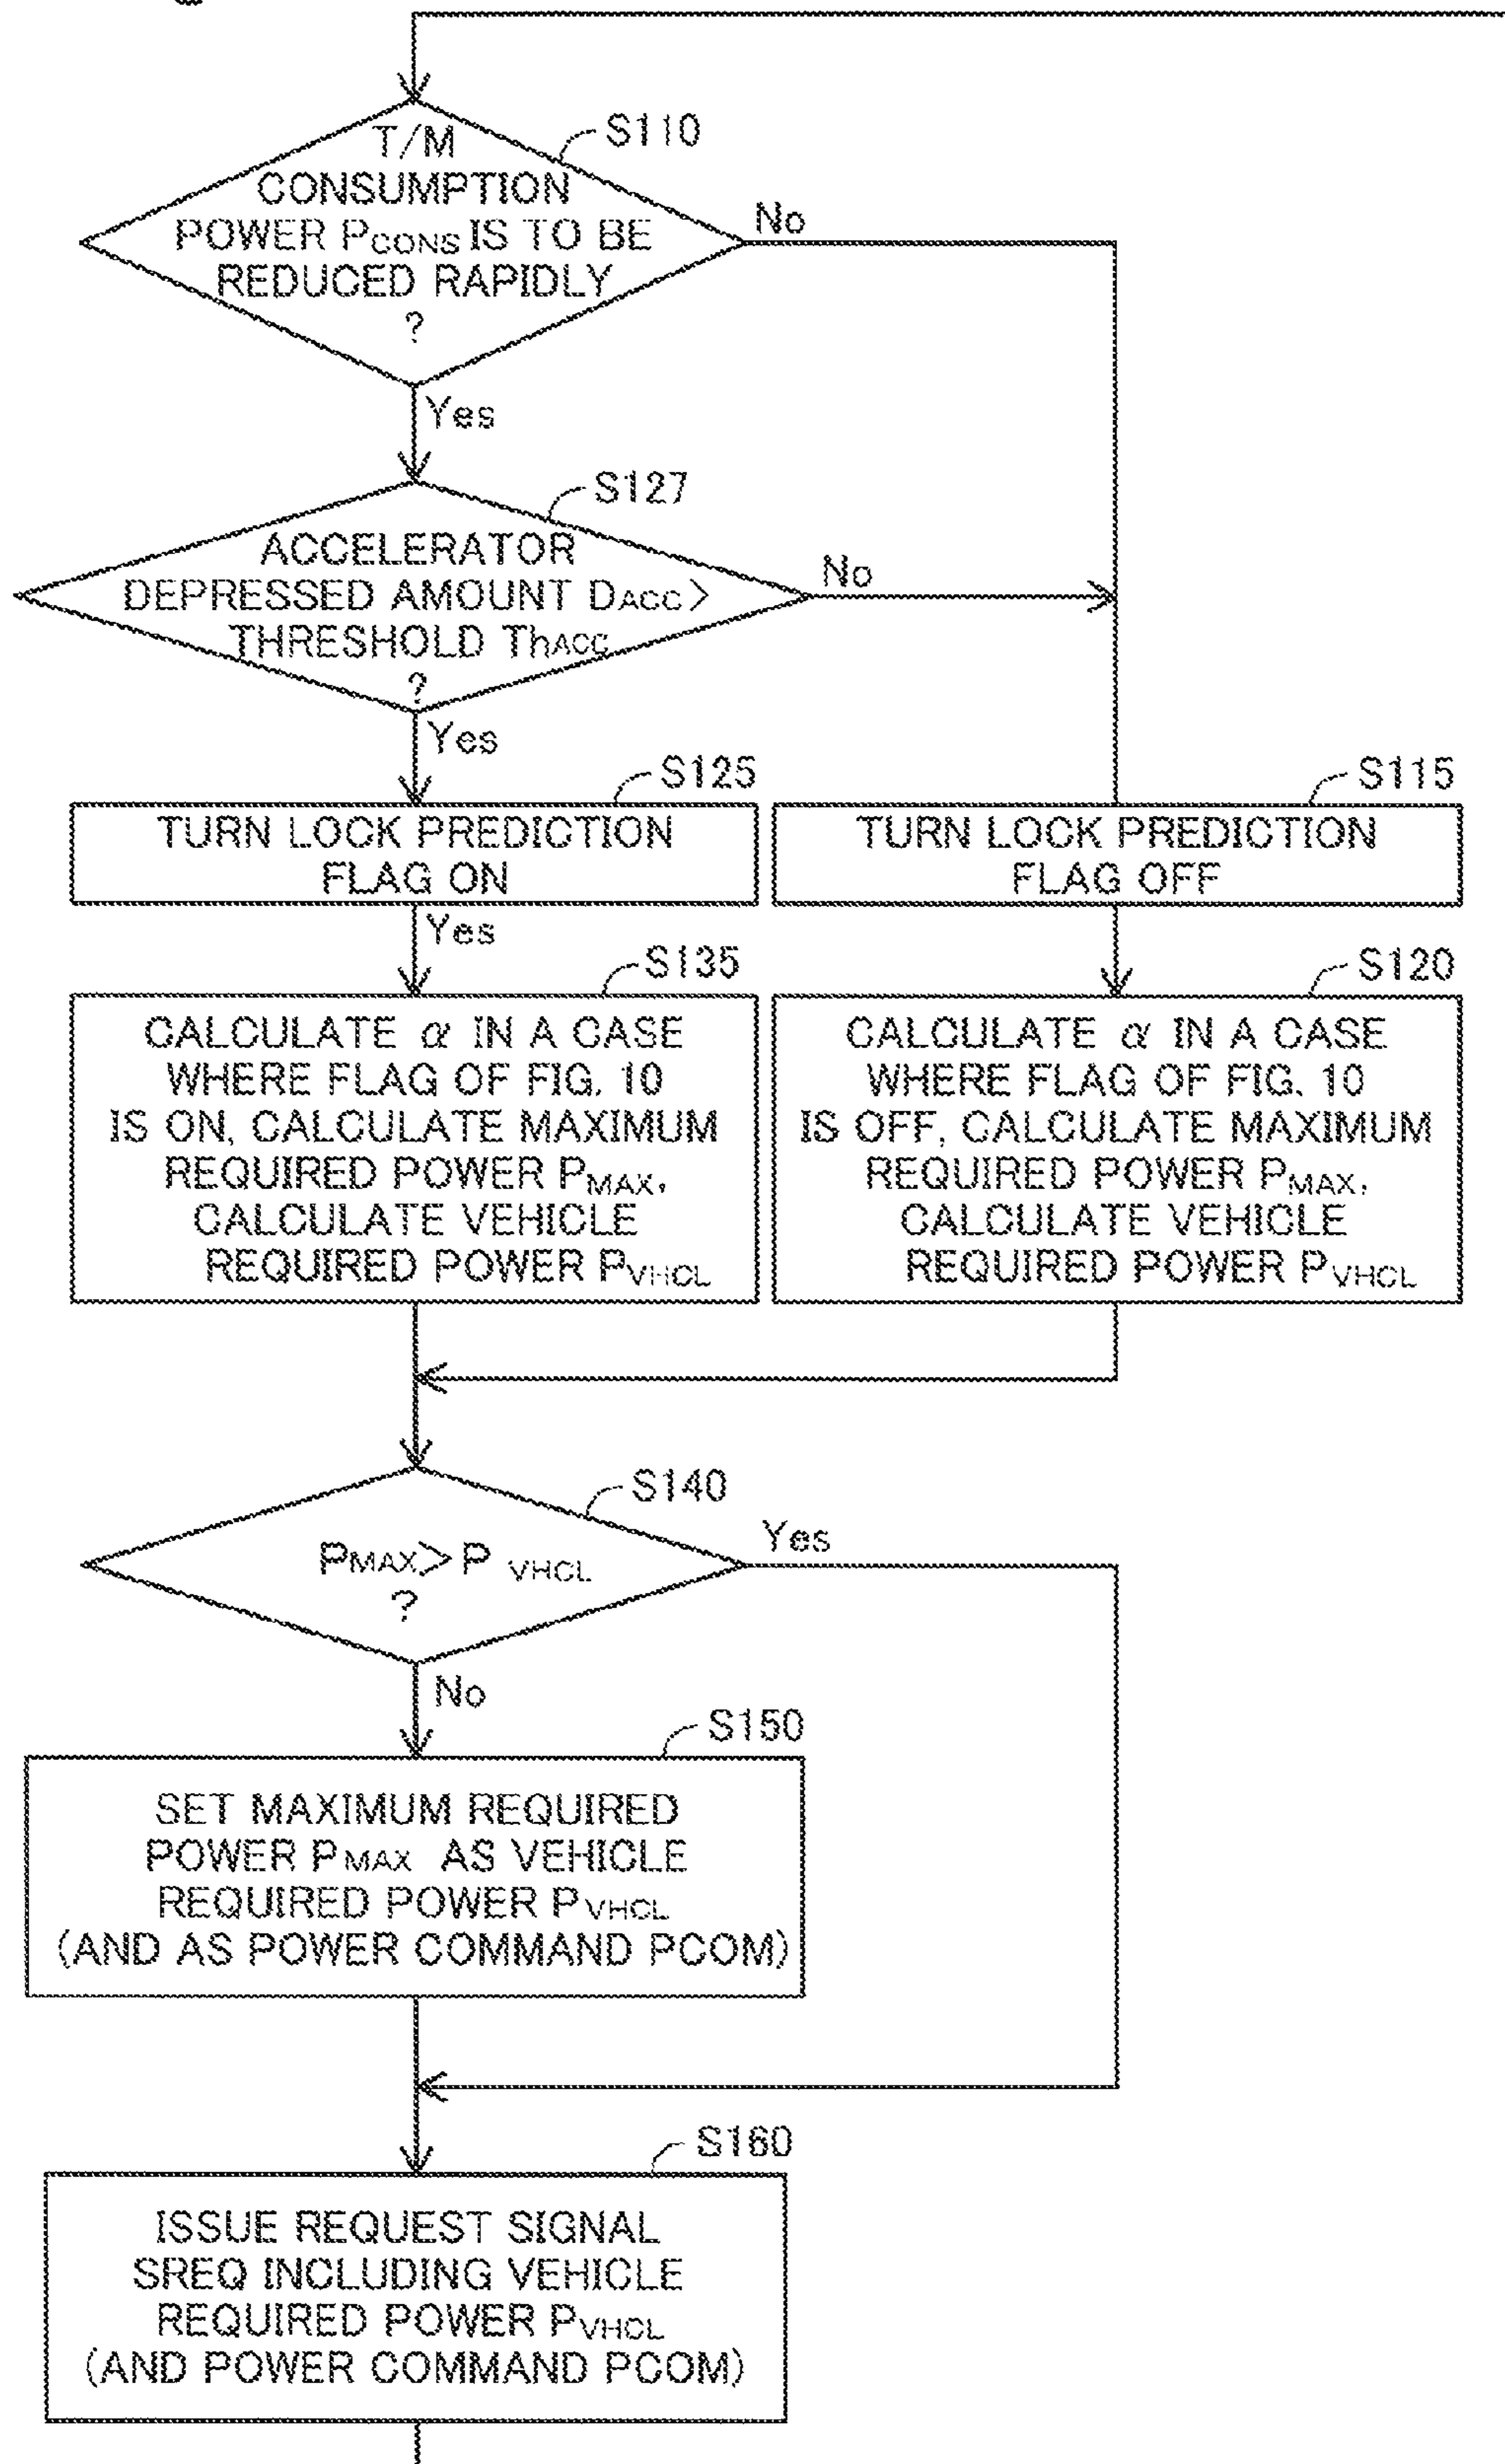 T/M
CONSUMPTION
POWER PCONS IS TO BE
REDUCED RAPIDLY
?
S110
No
Yes
S127
ACCELERATOR
DEPRESSED AMOUNT DACC>
THRESHOLD ThACC
?
No
Yes
S125
TURN LOCK PREDICTION
FLAG ON
S115
TURN LOCK PREDICTION
FLAG OFF
Yes
S135
CALCULATE α IN A CASE
WHERE FLAG OF FIG. 10
IS ON, CALCULATE MAXIMUM
REQUIRED POWER PMAX,
CALCULATE VEHICLE
REQUIRED POWER PVHCL
S120
CALCULATE α IN A CASE
WHERE FLAG OF FIG. 10
IS OFF, CALCULATE MAXIMUM
REQUIRED POWER PMAX,
CALCULATE VEHICLE
REQUIRED POWER PVHCL
S140
PMAX>P VHCL
?
Yes
No
S150
SET MAXIMUM REQUIRED
POWER PMAX AS VEHICLE
REQUIRED POWER PVHCL
(AND AS POWER COMMAND PCOM)
S160
ISSUE REQUEST SIGNAL
SREQ INCLUDING VEHICLE
REQUIRED POWER PVHCL
(AND POWER COMMAND PCOM)